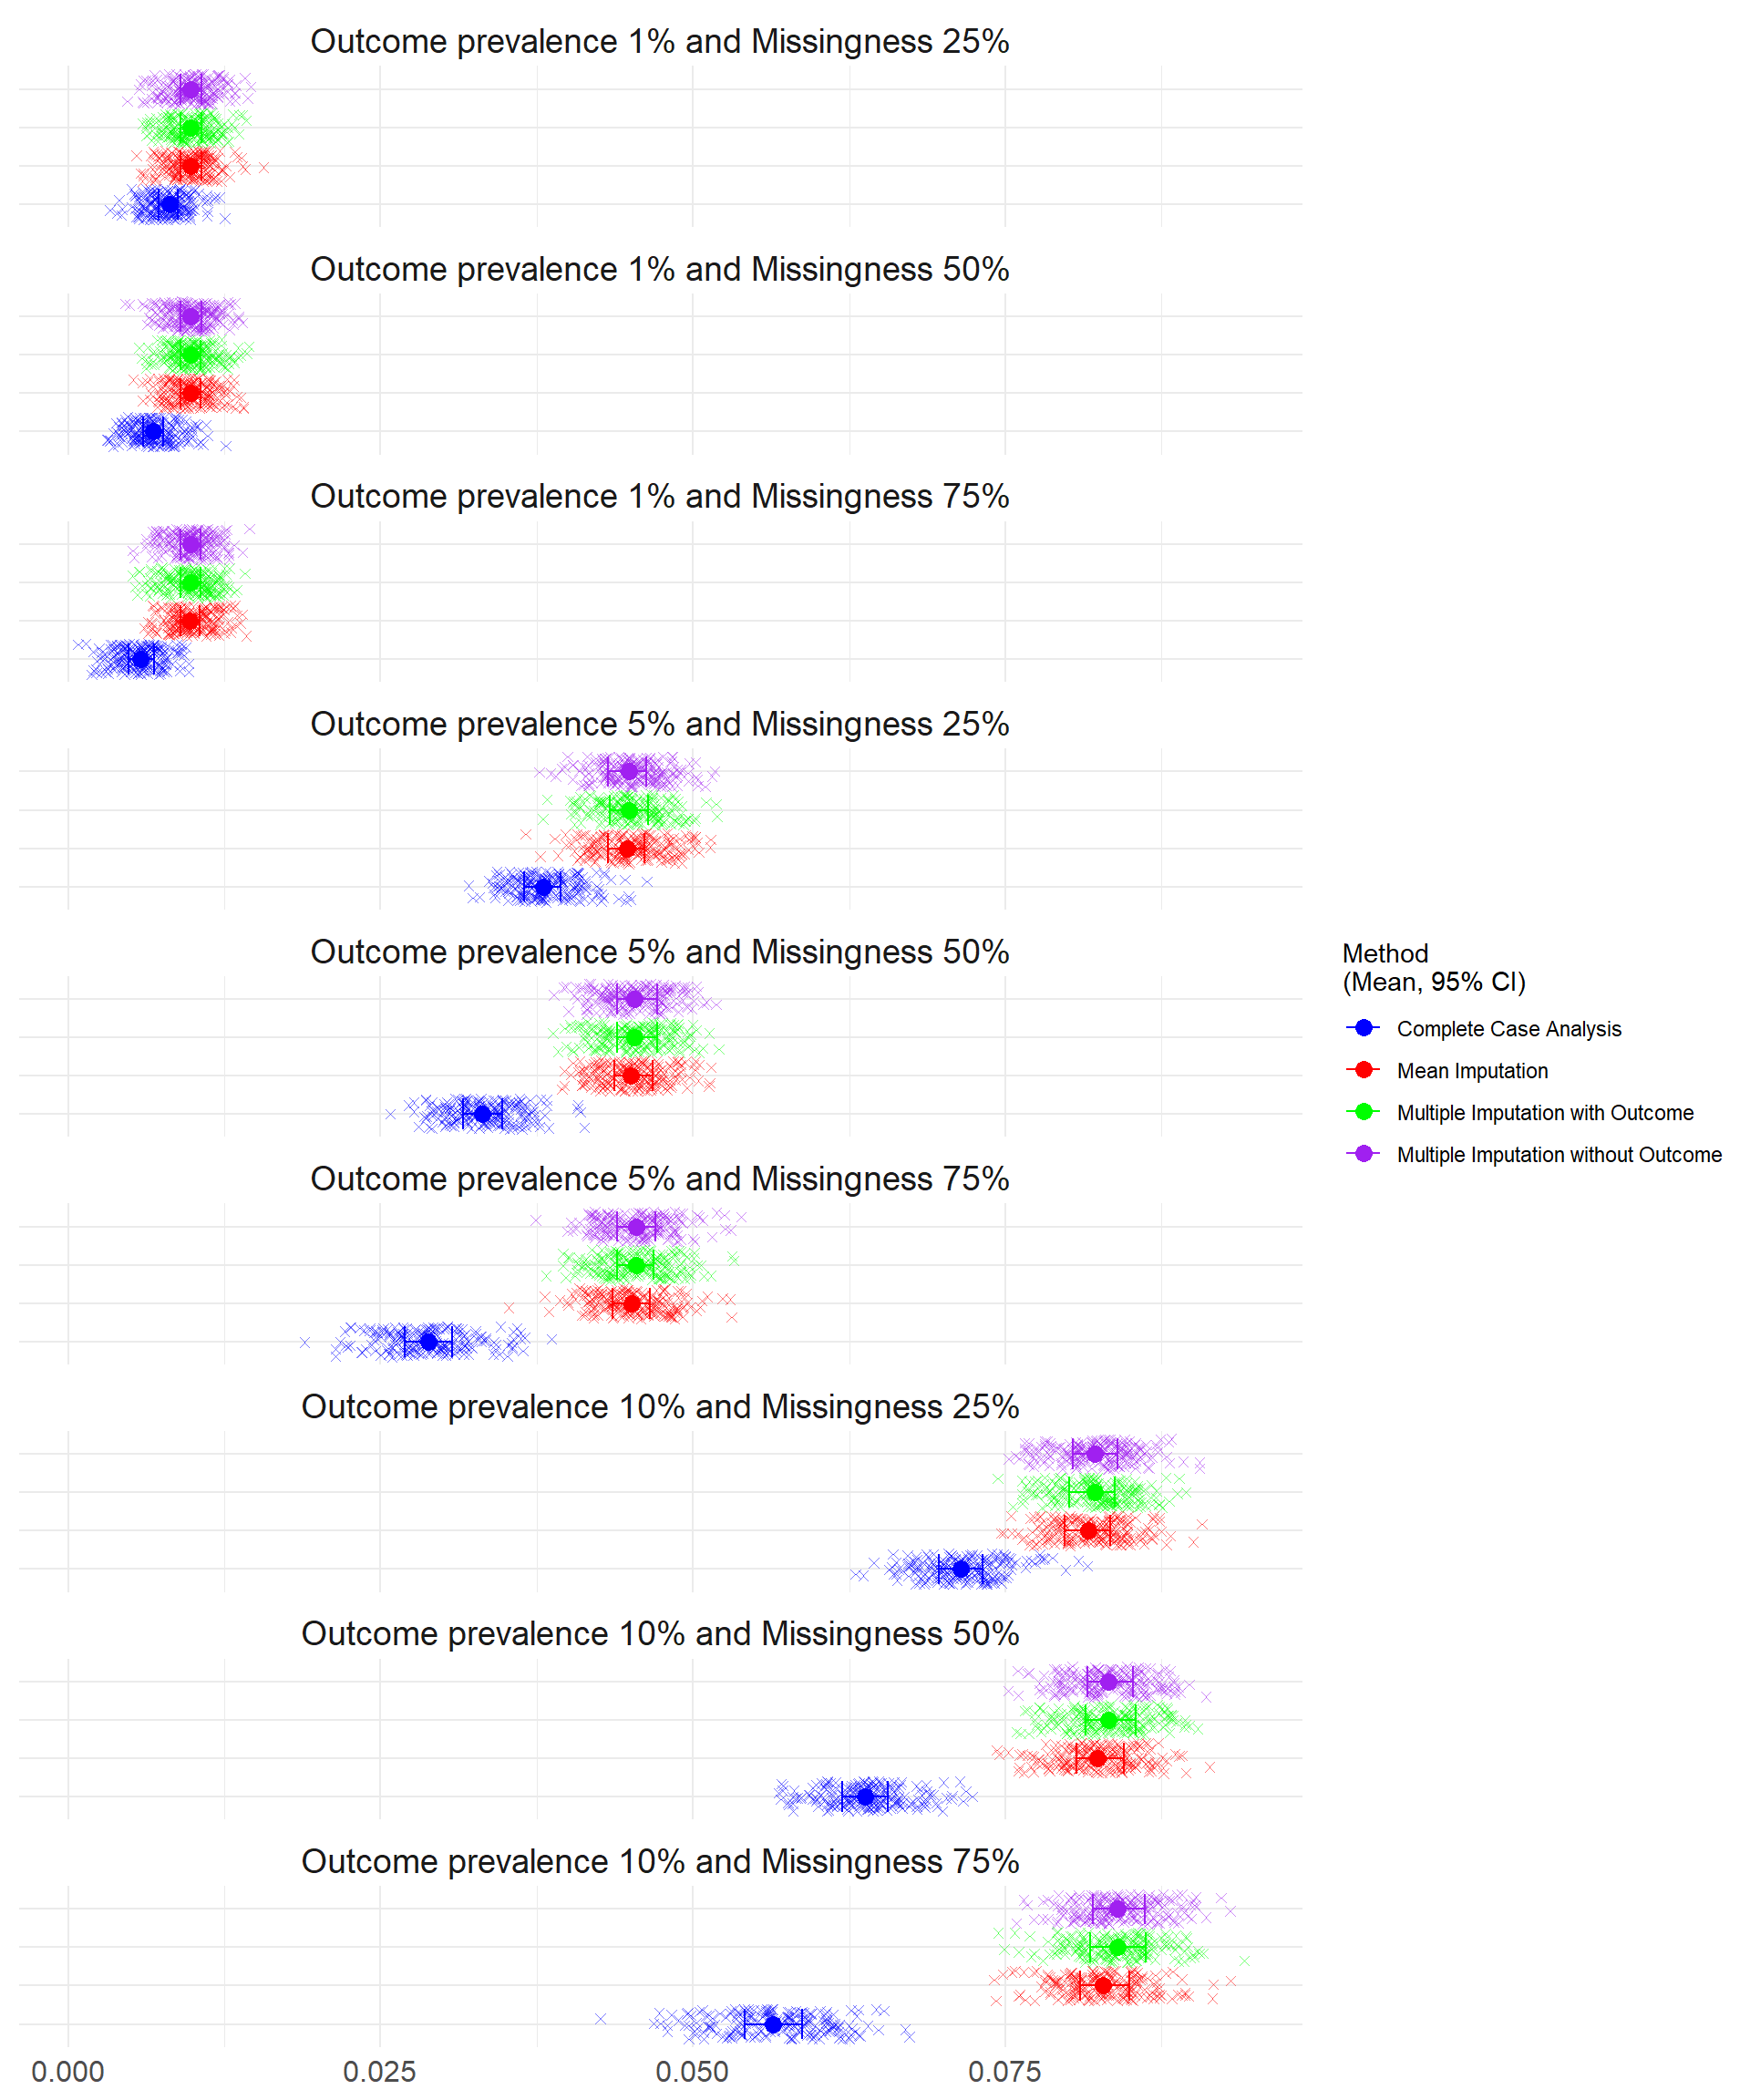 Outcome prevalence 1% and Missingness 25%
Outcome prevalence 1% and Missingness 50%
Outcome prevalence 1% and Missingness 75%
Outcome prevalence 5% and Missingness 25%
Outcome prevalence 5% and Missingness 50%
Outcome prevalence 5% and Missingness 75%
Outcome prevalence 10% and Missingness 25%
Outcome prevalence 10% and Missingness 50%
Outcome prevalence 10% and Missingness 75%
0.000 0.025 0.050 0.075
Method
(Mean, 95% CI)
Complete Case Analysis
Mean Imputation
Multiple Imputation with Outcome
Multiple Imputation without Outcome